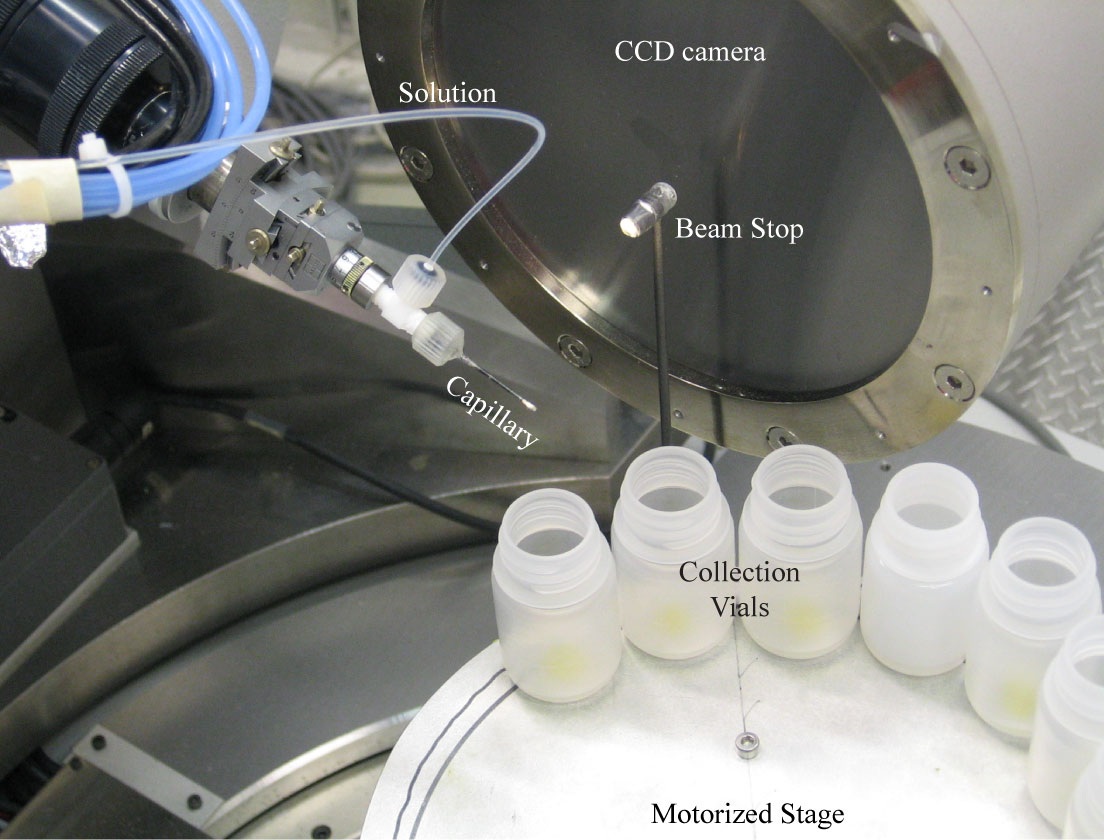 CCD camera
Solution
Beam Stop
Capillary
Collection
Vials
Motorized Stage